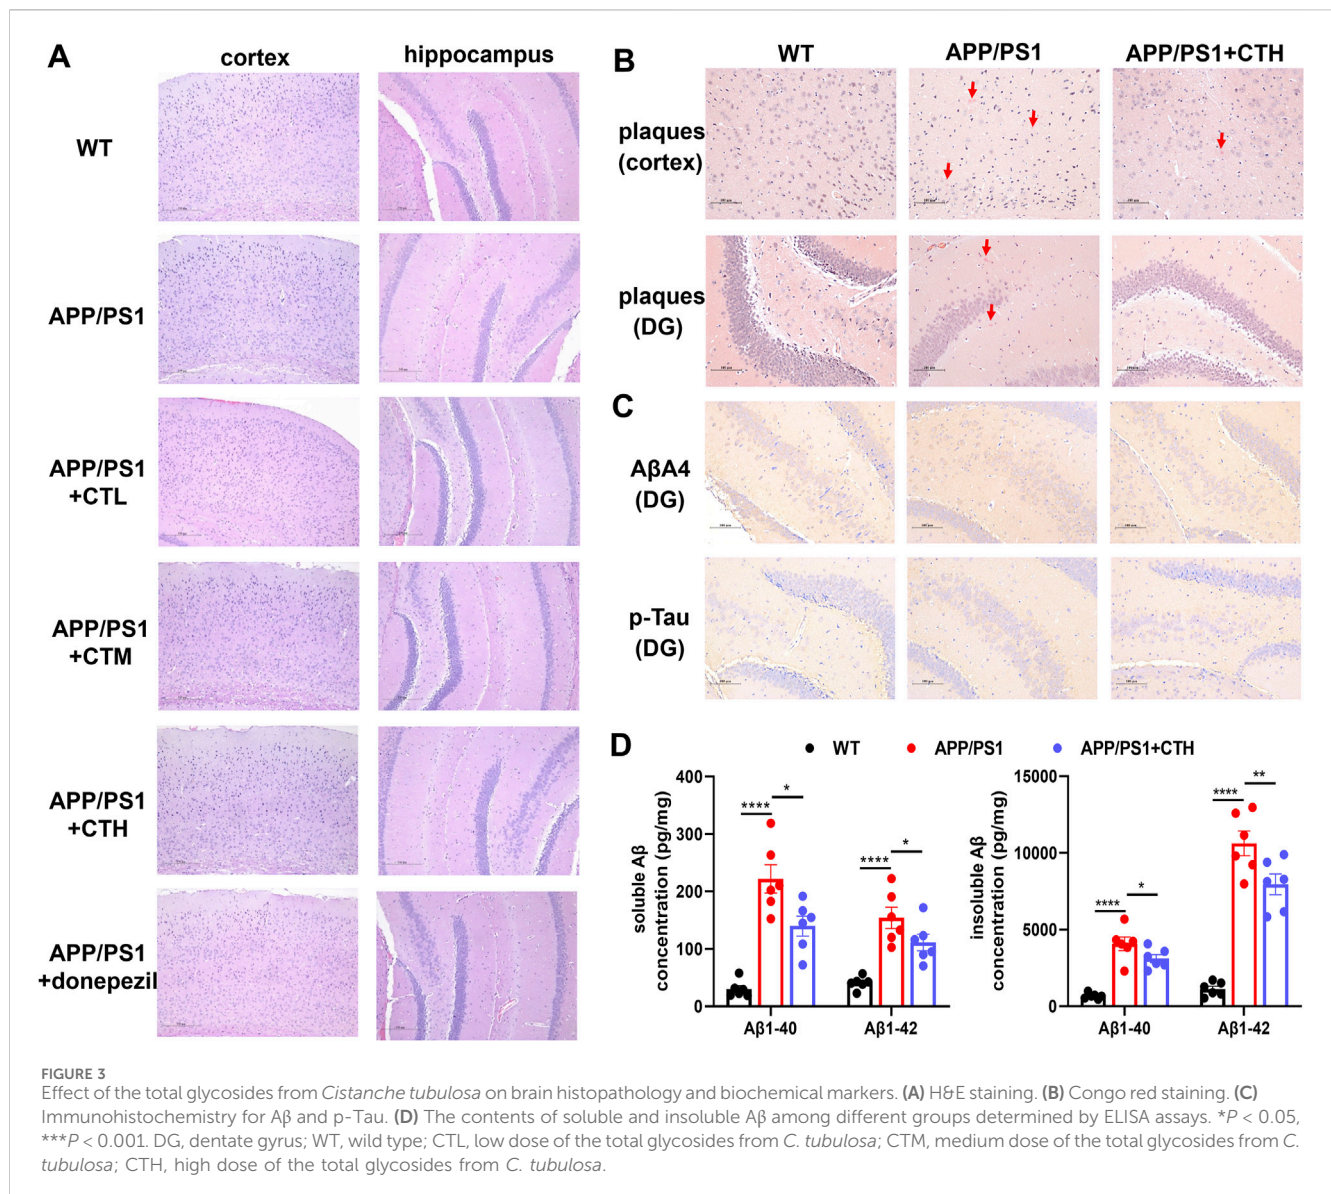 A
cortex
hippocampus
WT
APP/PS1
APP/PS1
+CTL
APP/PS1
+CTM
APP/PS1
+CTH
APP/PS1
+donepezil
B
WT
APP/PS1
APP/PS1+CTH
plaques
(cortex)
plaques
(DG)
C
AβA4
(DG)
p-Tau
(DG)
D
WT
APP/PS1
APP/PS1+CTH
soluble Aβ
concentration (pg/mg)
400
300
200
100
0
****
*
****
*
Aβ1-40
Aβ1-42
insoluble Aβ
concentration (pg/mg)
15000
10000
5000
0
****
*
****
**
Aβ1-40
Aβ1-42
FIGURE 3
Effect of the total glycosides from Cistanche tubulosa on brain histopathology and biochemical markers. (A) H&E staining. (B) Congo red staining. (C)
Immunohistochemistry for Aβ and p-Tau. (D) The contents of soluble and insoluble Aβ among different groups determined by ELISA assays. *P < 0.05,
***P < 0.001. DG, dentate gyrus; WT, wild type; CTL, low dose of the total glycosides from C. tubulosa; CTM, medium dose of the total glycosides from C.
tubulosa; CTH, high dose of the total glycosides from C. tubulosa.